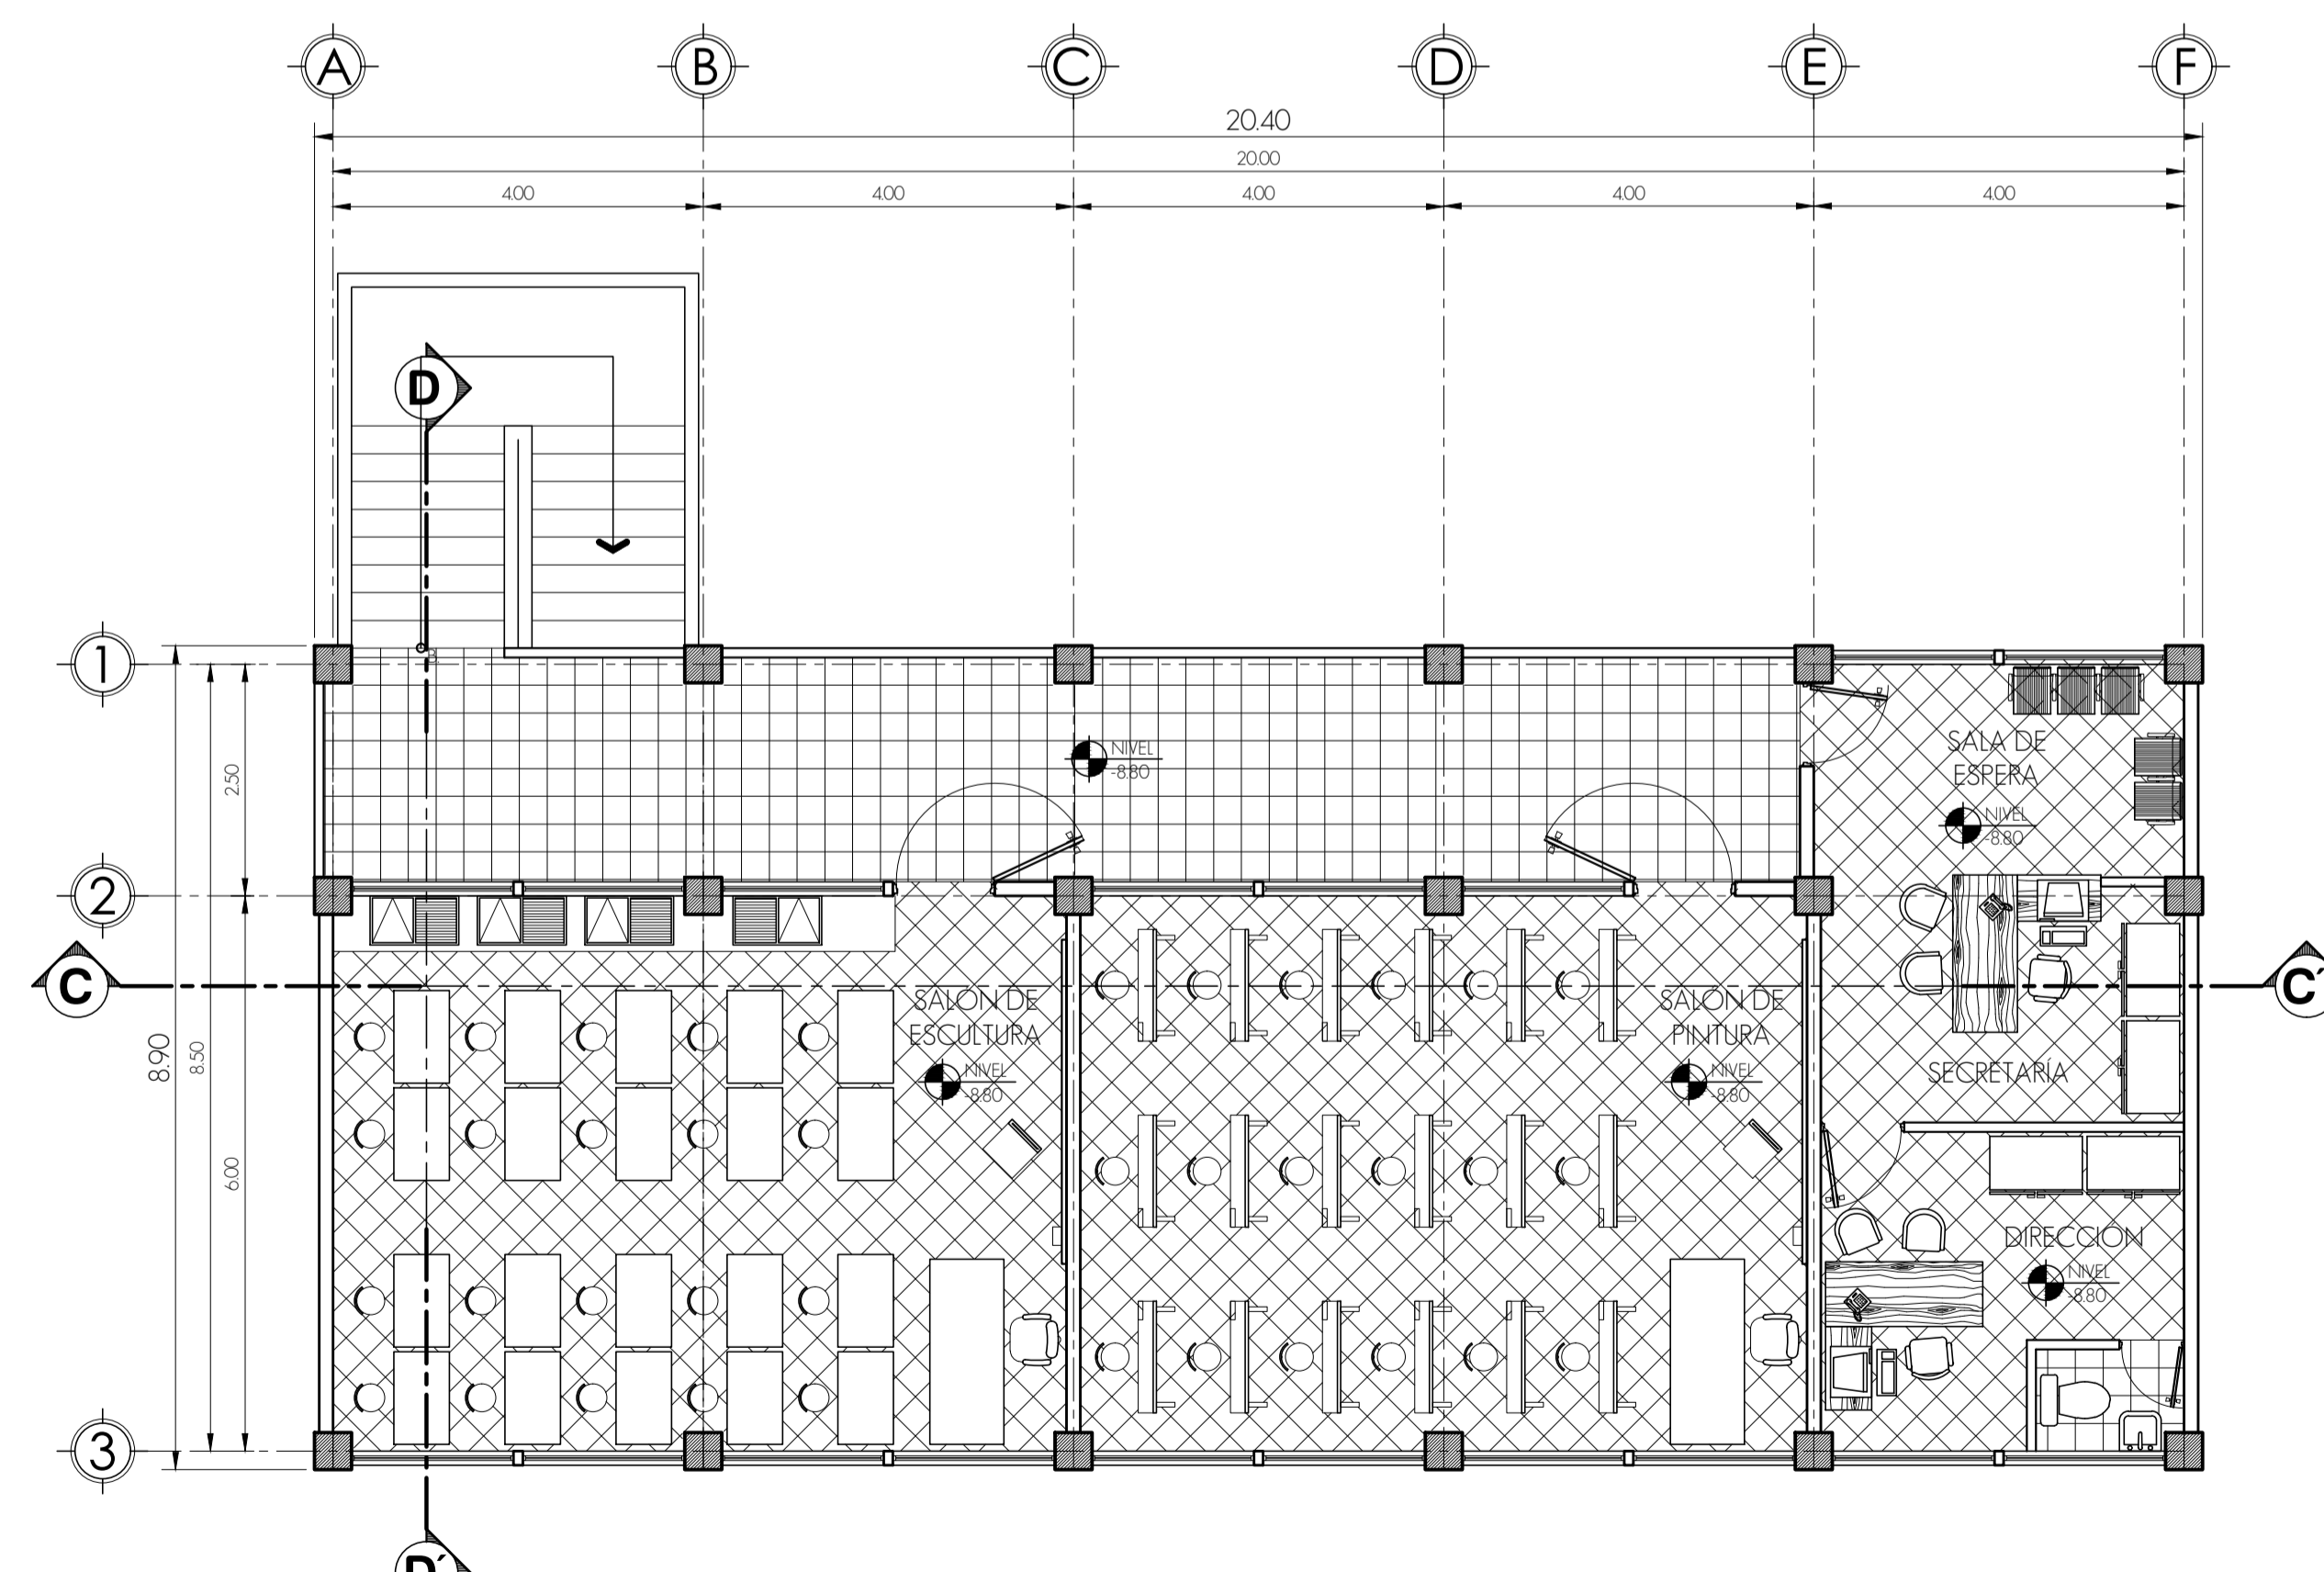 A B C D E F
20.40
20.00
4.00 4.00 4.00 4.00 4.00
D
1
B
NIVEL
-8.80
SALA DE
ESPERA
NIVEL
-8.80
2.50
2
C
C´
SALÓN DE
ESCULTURA
NIVEL
-8.80
SALÓN DE
PINTURA
NIVEL
-8.80
SECRETARÍA
8.90
8.50
6.00
DIRECCIÓN
NIVEL
-8.80
3
D´